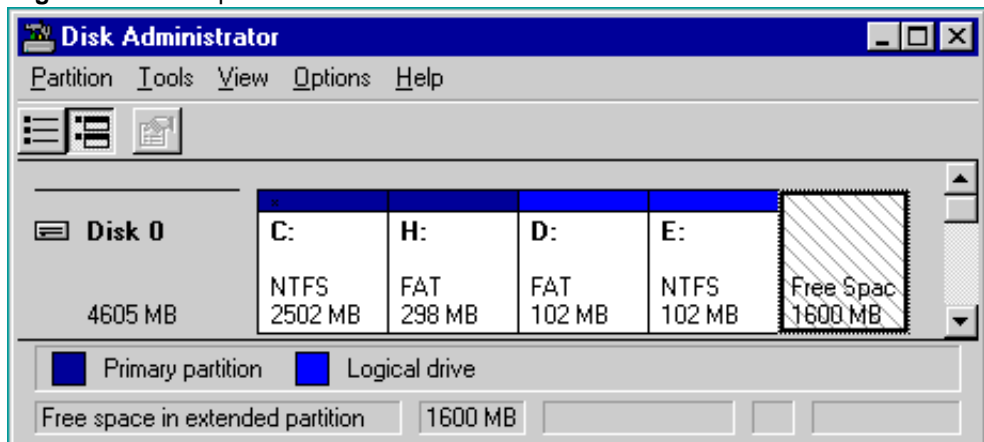 Disk Administrator
Partition Tools View Options Help
Disk 0
4605 MB
C:
NTFS
2502 MB
H:
FAT
298 MB
D:
FAT
102 MB
E:
NTFS
102 MB
Free Spac
1600 MB
Primary partition Logical drive
Free space in extended partition 1600 MB